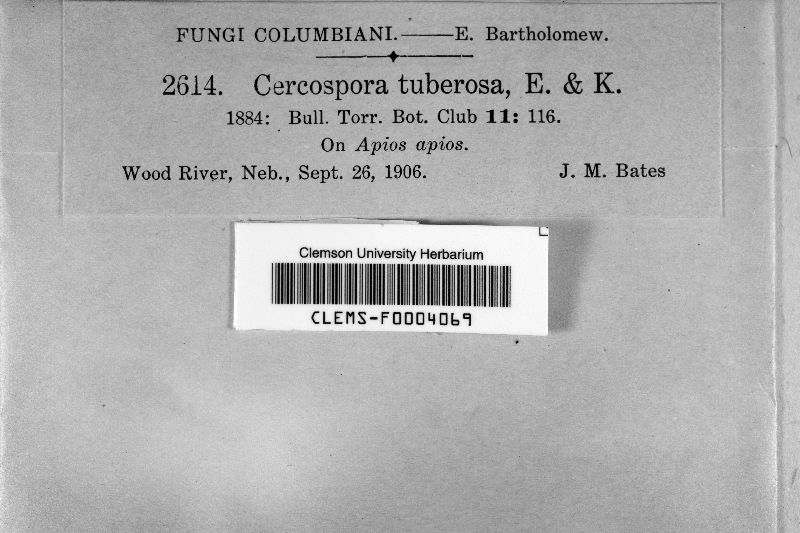 FUNGI COLUMBIANI.——E. Bartholomew.
2614. Cercospora tuberosa, E. & K.
1884: Bull. Torr. Bot. Club 11: 116.
On Apios apios.
Wood River, Neb., Sept. 26, 1906. J. M. Bates
Clemson University Herbarium
CLEMS-F0004069